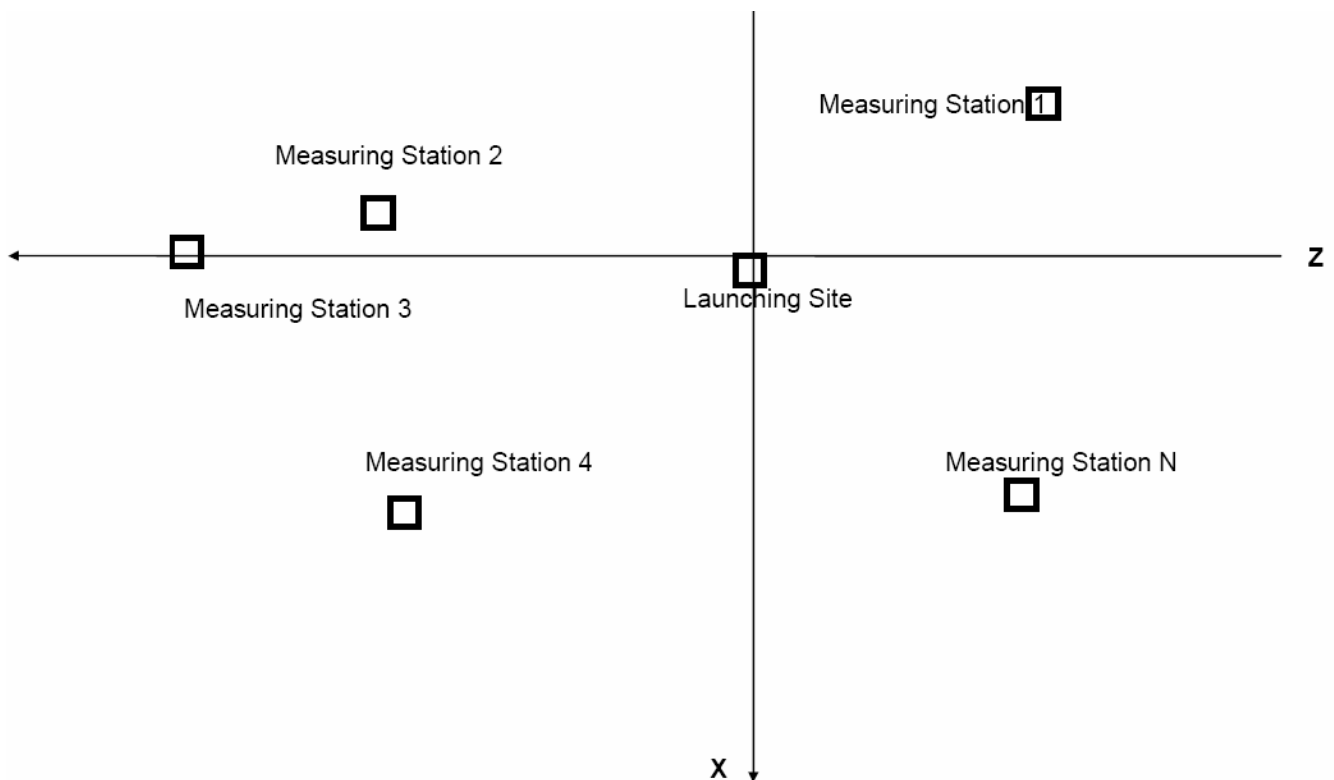 Measuring Station 1
Measuring Station 2
Z
Measuring Station 3
Launching Site
Measuring Station 4
Measuring Station N
X